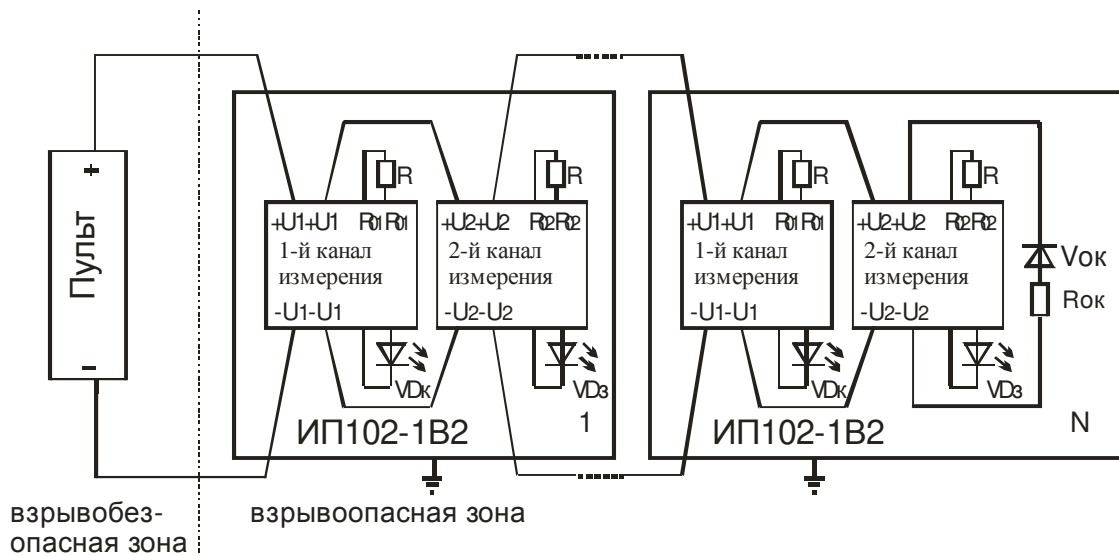 +
Пульт
–
R
R
R
R
+U1+U1 R01R01
1-й канал
измерения
-U1-U1
+U2+U2 R02R02
2-й канал
измерения
-U2-U2
+U1+U1 R01R01
1-й канал
измерения
-U1-U1
+U2+U2 R02R02
2-й канал
измерения
-U2-U2
Vок
Rок
VDк
VDз
VDк
VDз
ИП102-1В2
1
ИП102-1В2
N
взрывобез-
опасная зона
взрывоопасная зона